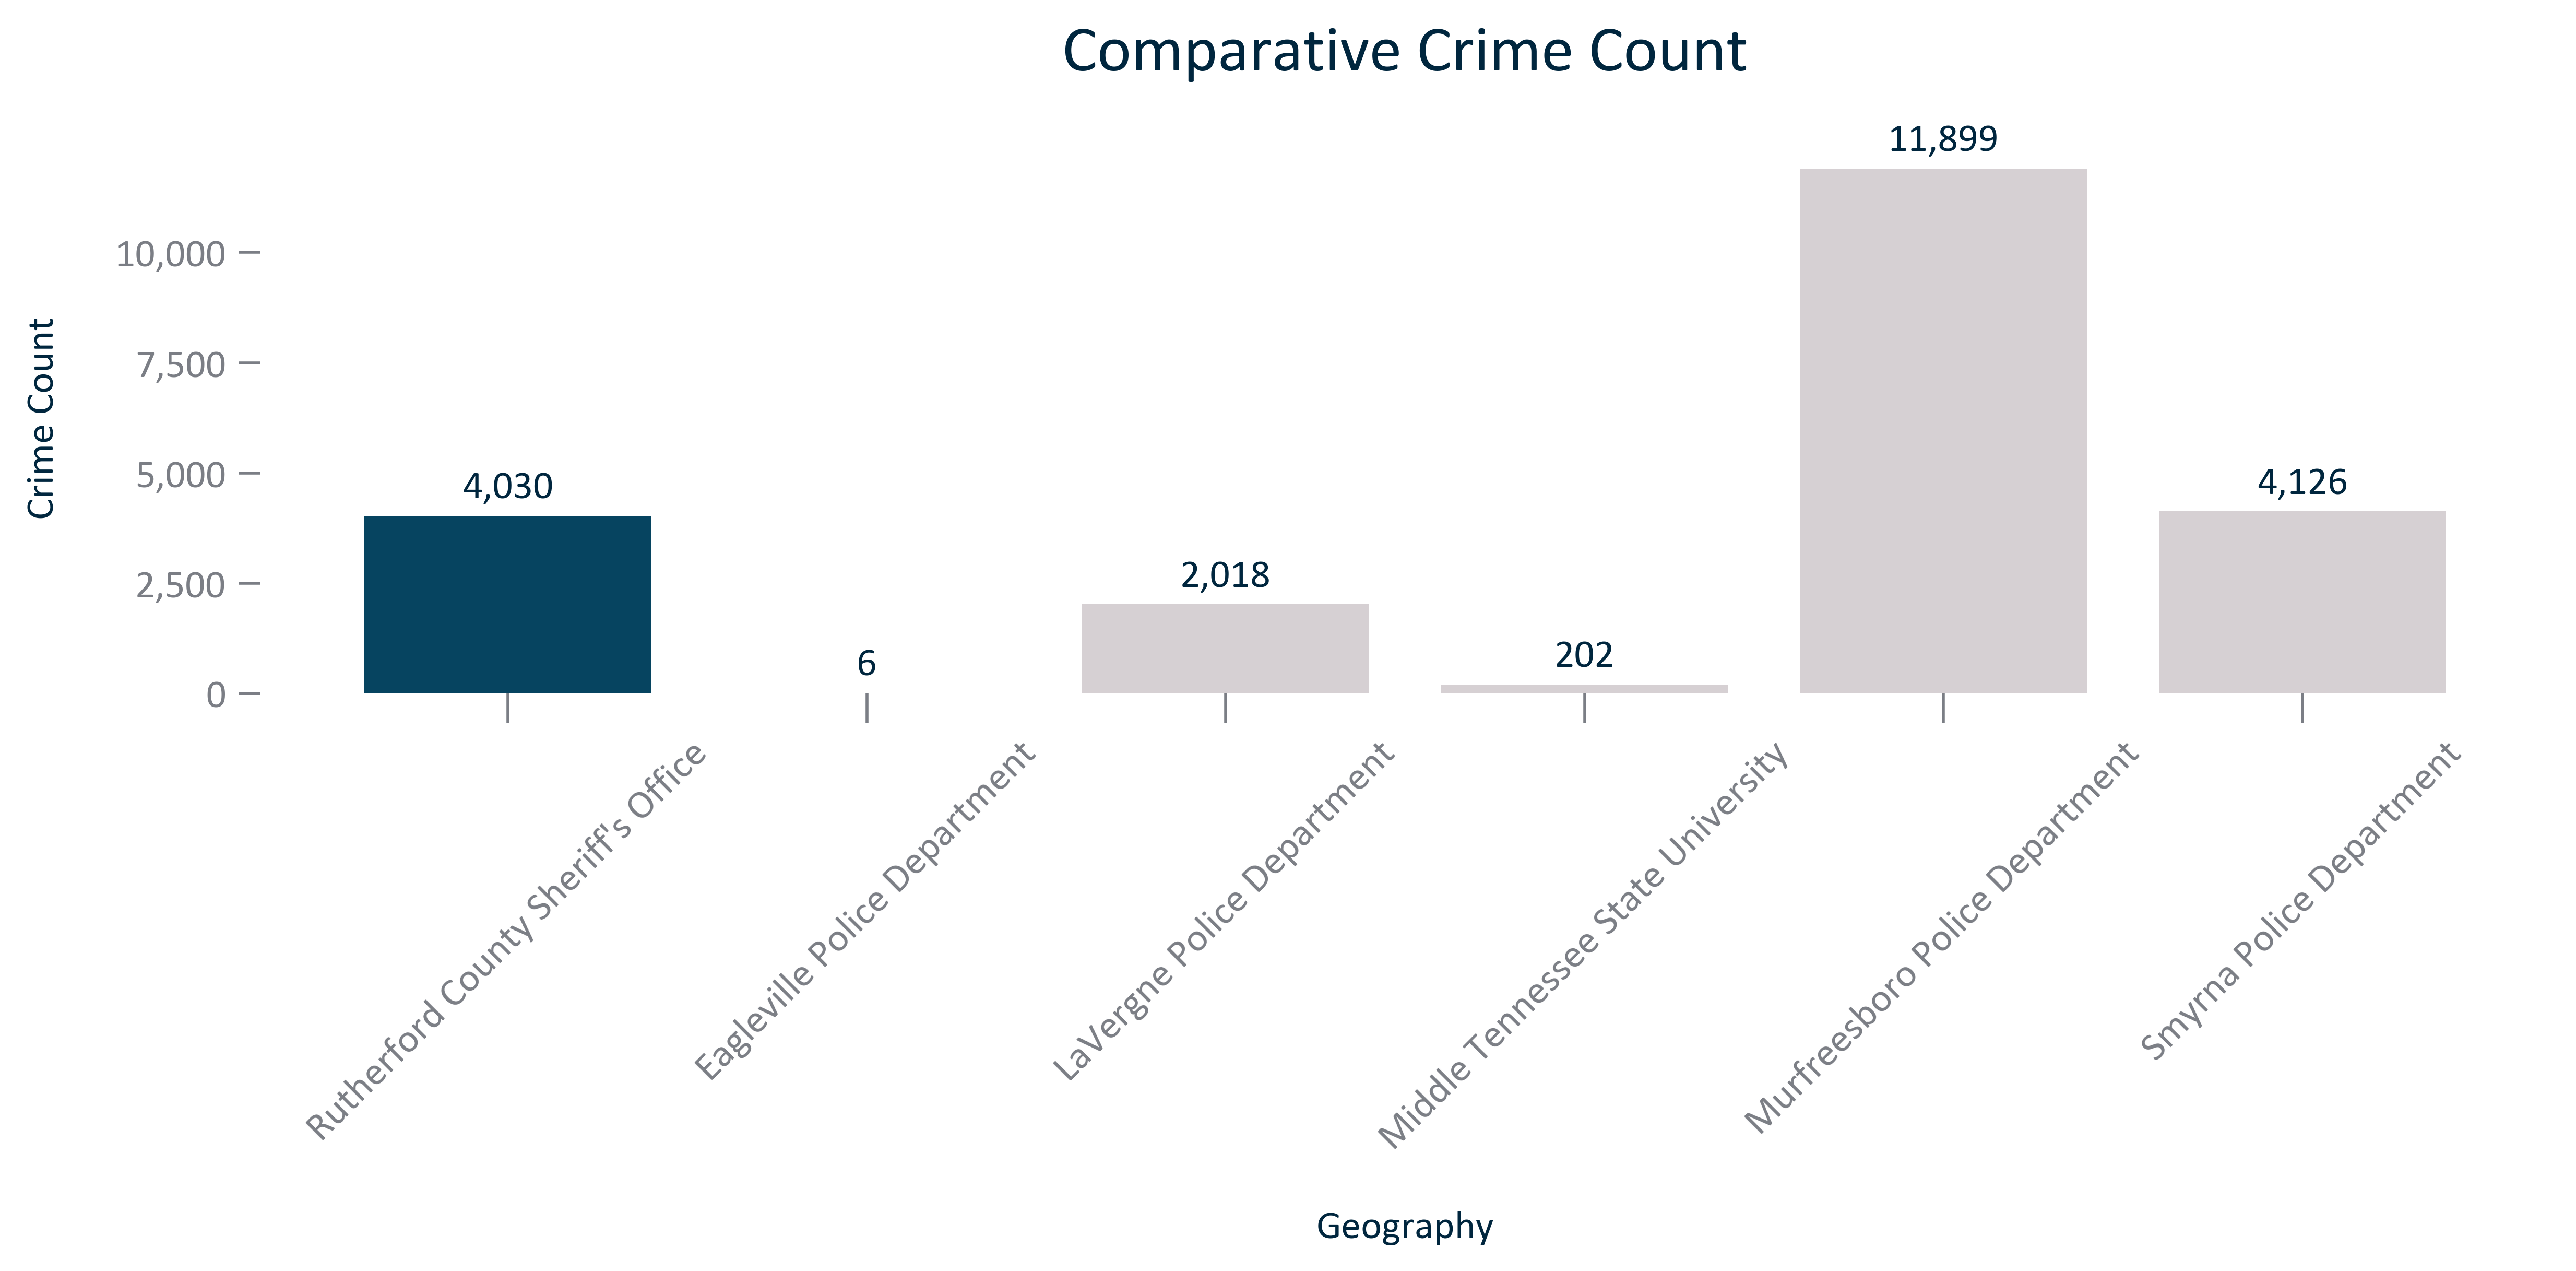 Comparative Crime Count
Crime Count
10,000
7,500
5,000
2,500
0
4,030
6
2,018
202
11,899
4,126
Rutherford County Sheriff's Office
Eagleville Police Department
LaVergne Police Department
Middle Tennessee State University
Murfreesboro Police Department
Smyrna Police Department
Geography